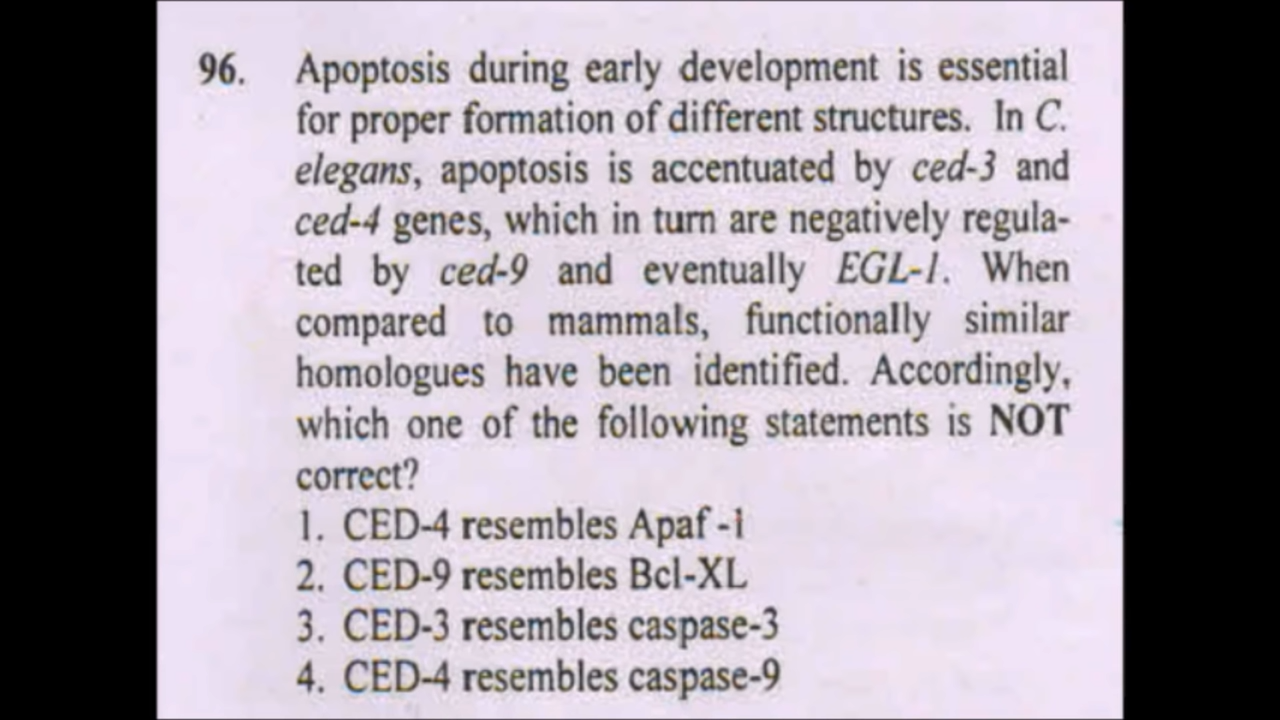 96. Apoptosis during early development is essential
for proper formation of different structures. In C.
elegans, apoptosis is accentuated by ced-3 and
ced-4 genes, which in turn are negatively regula-
ted by ced-9 and eventually EGL-1. When
compared to mammals, functionally similar
homologues have been identified. Accordingly,
which one of the following statements is NOT
correct?
1. CED-4 resembles Apaf -1
2. CED-9 resembles Bcl-XL
3. CED-3 resembles caspase-3
4. CED-4 resembles caspase-9